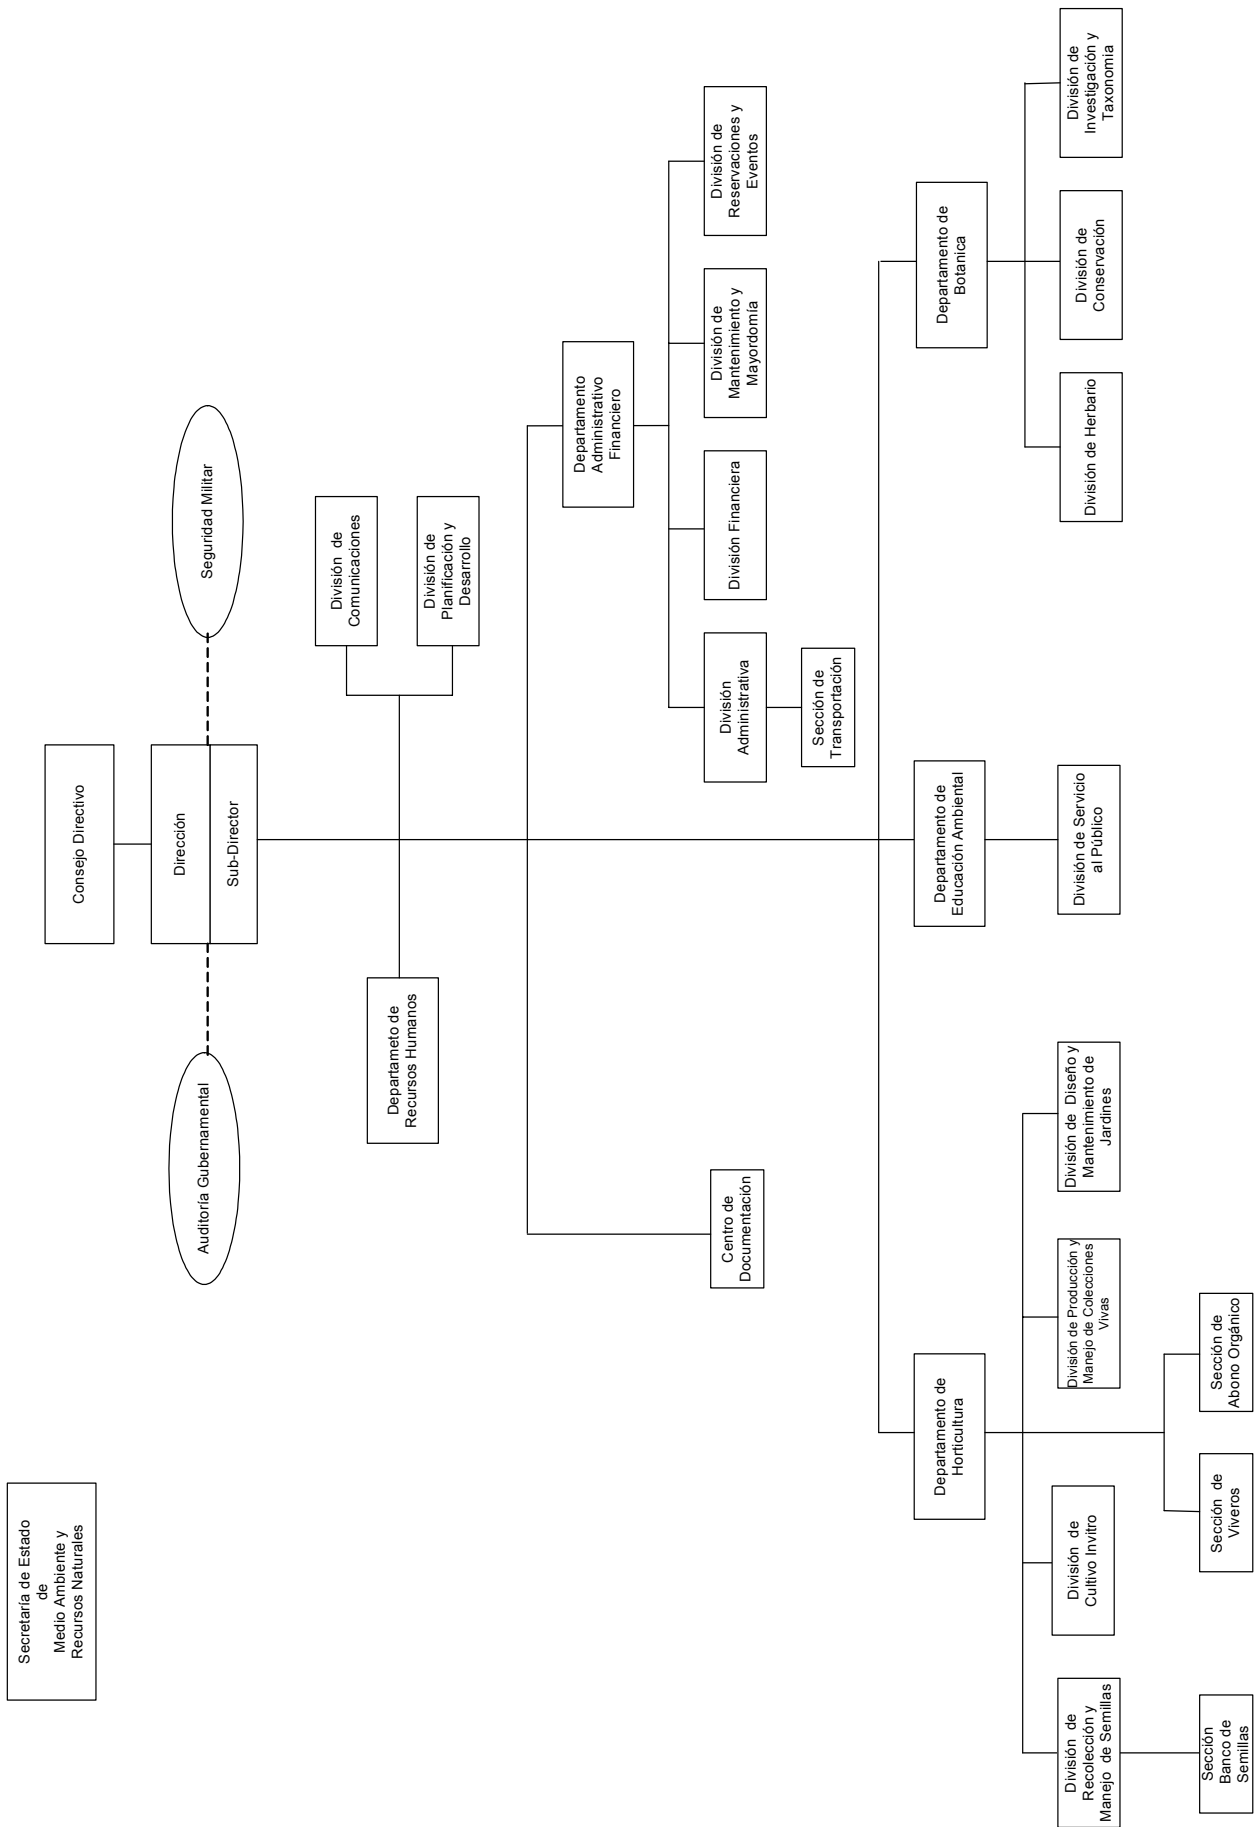 Secretaría de Estado
de
Medio Ambiente y
Recursos Naturales
Consejo Directivo
Dirección
Sub-Director
Auditoría Gubernamental
Seguridad Militar
Departameto de
Recursos Humanos
División de
Comunicaciones
División de
Planificación y
Desarrollo
Centro de
Documentación
Departamento
Administrativo
Financiero
División
Administrativa
División Financiera
División de
Mantenimiento y
Mayordomía
División de
Reservaciones y
Eventos
Sección de
Transportación
Departamento de
Horticultura
Departamento de
Educación Ambiental
Departamento de
Botanica
División de
Recolección y
Manejo de Semillas
División de
Cultivo Invitro
División de Producción y
Manejo de Colecciones
Vivas
División de Diseño y
Mantenimiento de
Jardines
División de Servicio
al Público
División de Herbario
División de
Conservación
División de
Investigación y
Taxonomia
Sección
Banco de
Semillas
Sección de
Viveros
Sección de
Abono Orgánico